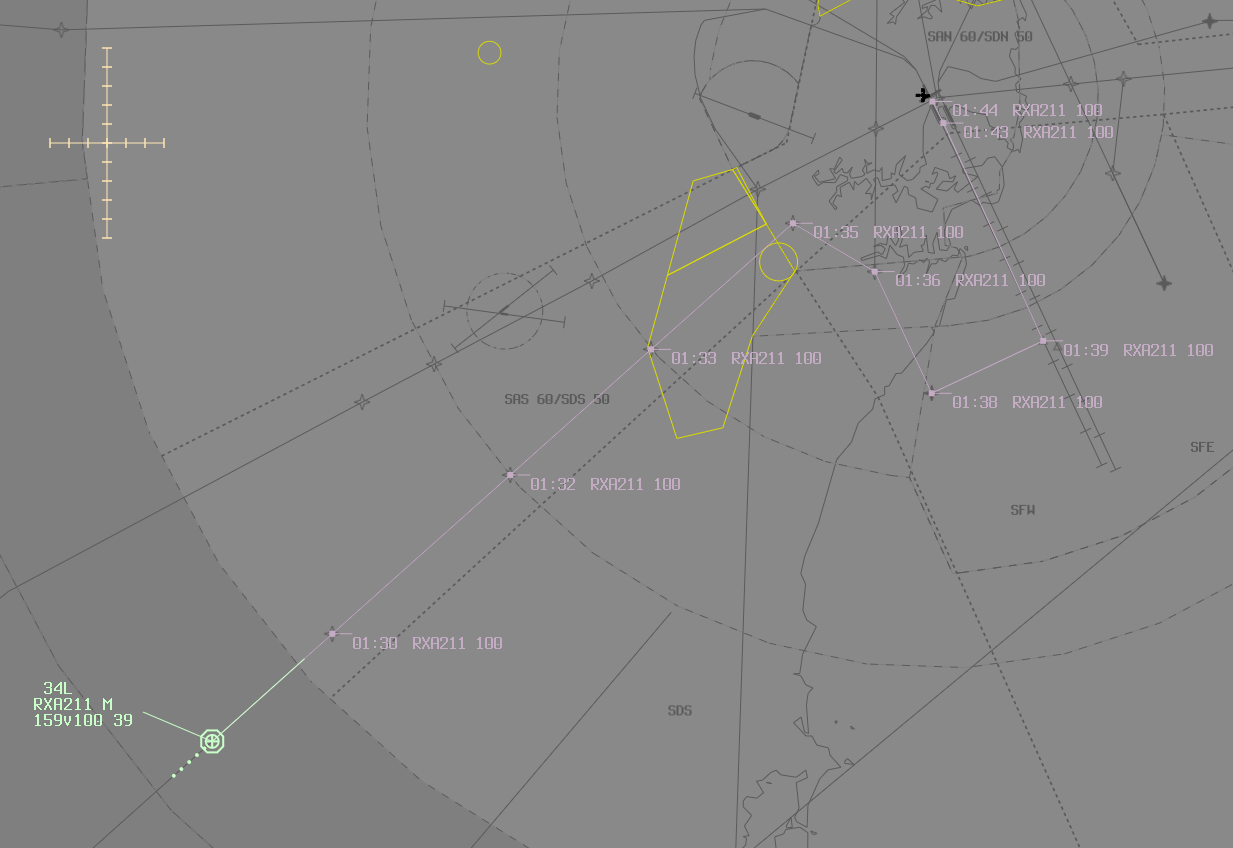 SAN 60/SDN 50
01:44 RXA211 100
01:43 RXA211 100
01:35 RXA211 100
01:36 RXA211 100
01:39 RXA211 100
01:33 RXA211 100
SAS 60/SDS 50
01:38 RXA211 100
SFE
01:32 RXA211 100
SFW
01:30 RXA211 100
34L
RXA211 M
159v100 39
SDS